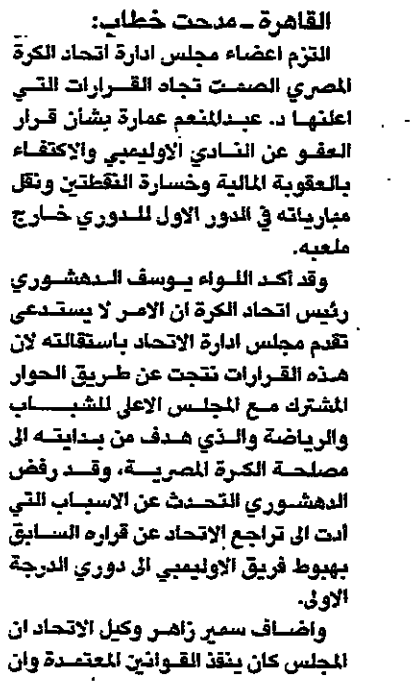 القاهرة ـ مدحت خطاب:
التزم اعضاء مجلس ادارة اتحاد الكرة
المصري الصمت تجاه القرارات التي
اعلنها د. عبدالمنعم عمارة بشأن قرار
العفو عن النادي الاوليمبي والاكتفاء
بالعقوبة المالية وخسارة النقطتين ونقل
مبارياته في الدور الاول للدوري خارج
ملعبه.
وقد أكد اللواء يوسف الدهشوري
رئيس اتحاد الكرة ان الامر لا يستدعى
تقدم مجلس ادارة الاتحاد باستقالته لان
هذه القرارات نتجت عن طريق الحوار
المشترك مع المجلس الاعلى للشباب
والرياضة والذي هدف من بدايته الى
مصلحة الكرة المصرية، وقد رفض
الدهشوري التحدث عن الاسباب التي
أدت الى تراجع الاتحاد عن قراره السابق
بهبوط فريق الاوليمبي الى دوري الدرجة
الاولى.
واضاف سمير زاهر وكيل الاتحاد ان
المجلس كان ينفذ القوانين المعتمدة وان